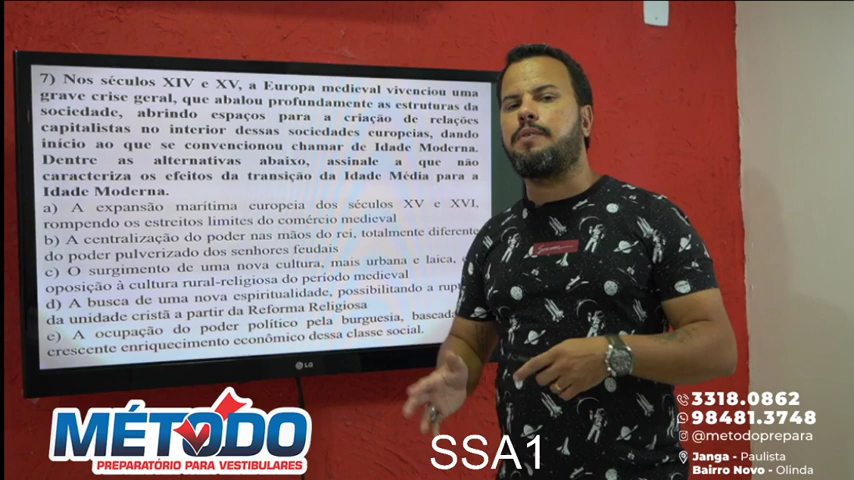 7) Nos séculos XIV e XV, a Europa medieval vivenciou uma
grave crise geral, que abalou profundamente as estruturas da
sociedade, abrindo espaços para a criação de relações
capitalistas no interior dessas sociedades europeias, dando
início ao que se convencionou chamar de Idade Moderna.
Dentre as alternativas abaixo, assinale a que não
caracteriza os efeitos da transição da Idade Média para a
Idade Moderna.
a) A expansão marítima europeia dos séculos XV e XVI,
rompendo os estreitos limites do comércio medieval
b) A centralização do poder nas mãos do rei, totalmente diferente
do poder pulverizado dos senhores feudais
c) O surgimento de uma nova cultura, mais urbana e laica,
oposição à cultura rural-religiosa do período medieval
d) A busca de uma nova espiritualidade, possibilitando a
da unidade cristã a partir da Reforma Religiosa
e) A ocupação do poder político pela burguesia,
crescente enriquecimento econômico dessa classe social.
LG
MÉTODO
PREPARATÓRIO PARA VESTIBULARES
SSA1
3318.0862
98481.3748
@metodoprepara
Janga - Paulista
Bairro Novo - Olinda